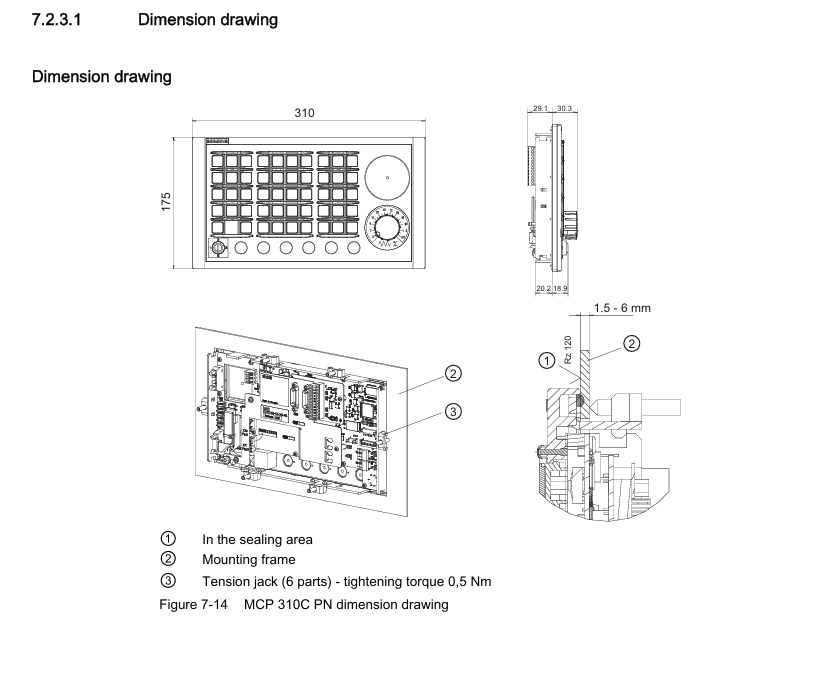 7.2.3.1 Dimension drawing
Dimension drawing
310
175
29.1 30.3
20.2 18.9
1.5 - 6 mm
Rz 120
1
2
2
3
1 In the sealing area
2 Mounting frame
3 Tension jack (6 parts) - tightening torque 0,5 Nm
Figure 7-14 MCP 310C PN dimension drawing